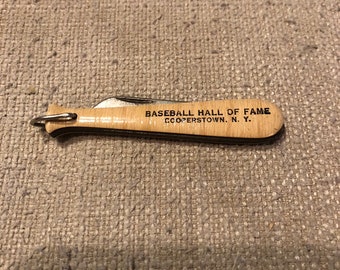 BASEBALL HALL OF FAME
COOPERSTOWN, N. Y.